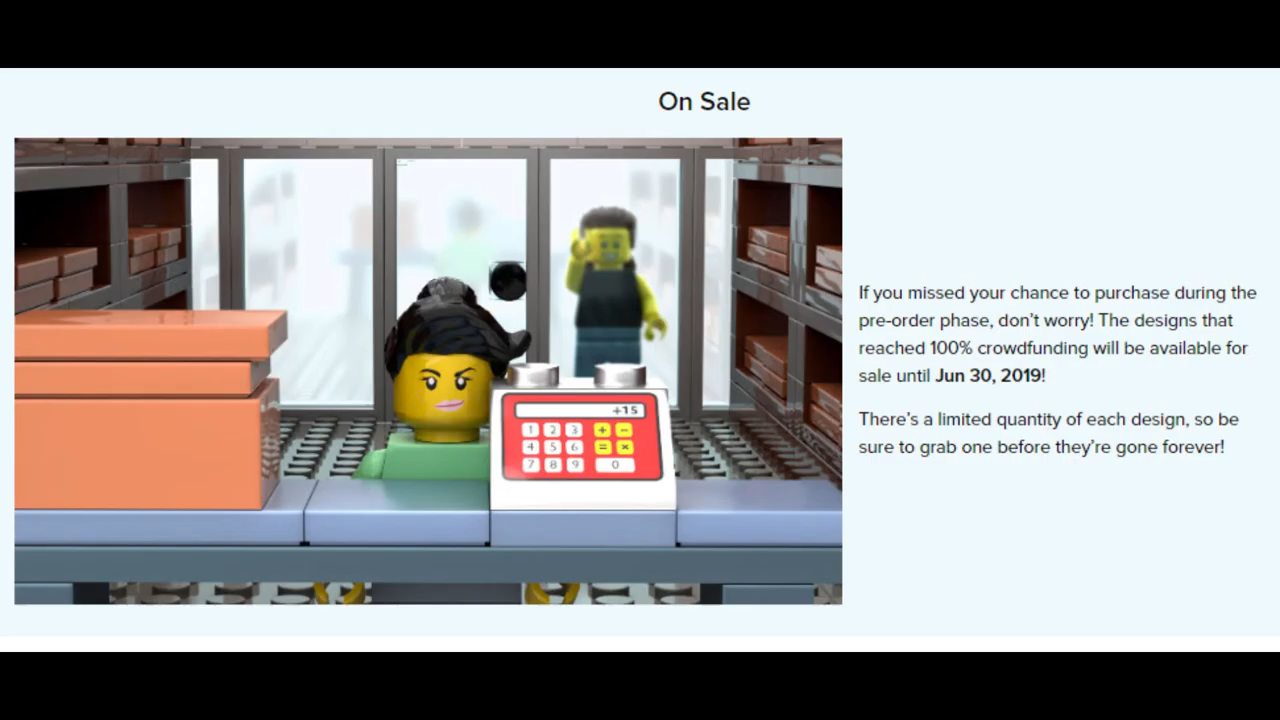 On Sale
+15
1 2 3 + −
4 5 6 = ×
7 8 9 0
If you missed your chance to purchase during the
pre-order phase, don’t worry! The designs that
reached 100% crowdfunding will be available for
sale until Jun 30, 2019!
There’s a limited quantity of each design, so be
sure to grab one before they’re gone forever!